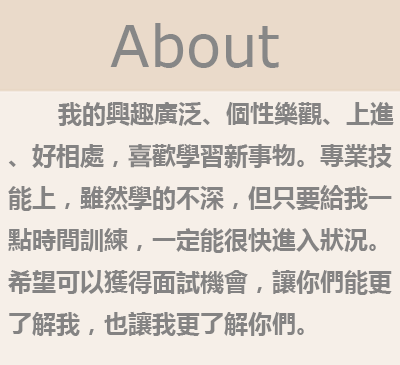 About
我的興趣廣泛、個性樂觀、上進
、好相處，喜歡學習新事物。專業技
能上，雖然學的不深，但只要給我一
點時間訓練，一定能很快進入狀況。
希望可以獲得面試機會，讓你們能更
了解我，也讓我更了解你們。